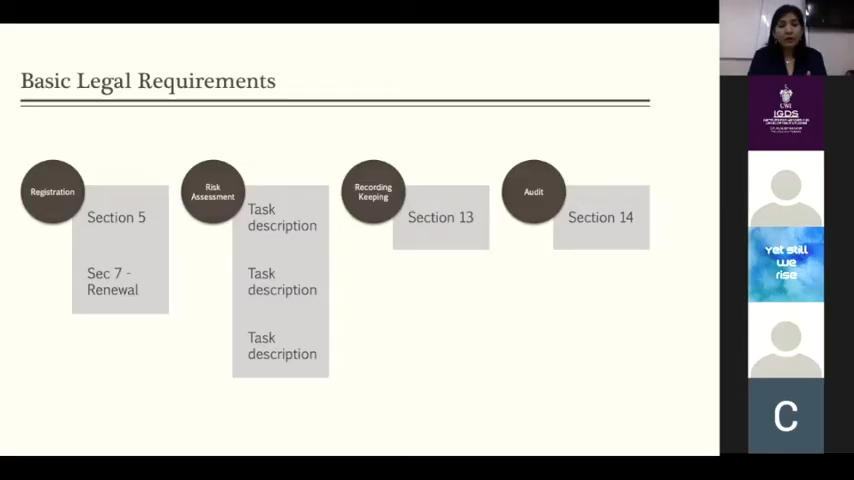 Basic Legal Requirements
Registration
Section 5
Sec 7 -
Renewal
Risk
Assessment
Task
description
Task
description
Task
description
Recording
Keeping
Section 13
Audit
Section 14
UWI
IGDS
yet still
we
rise
C